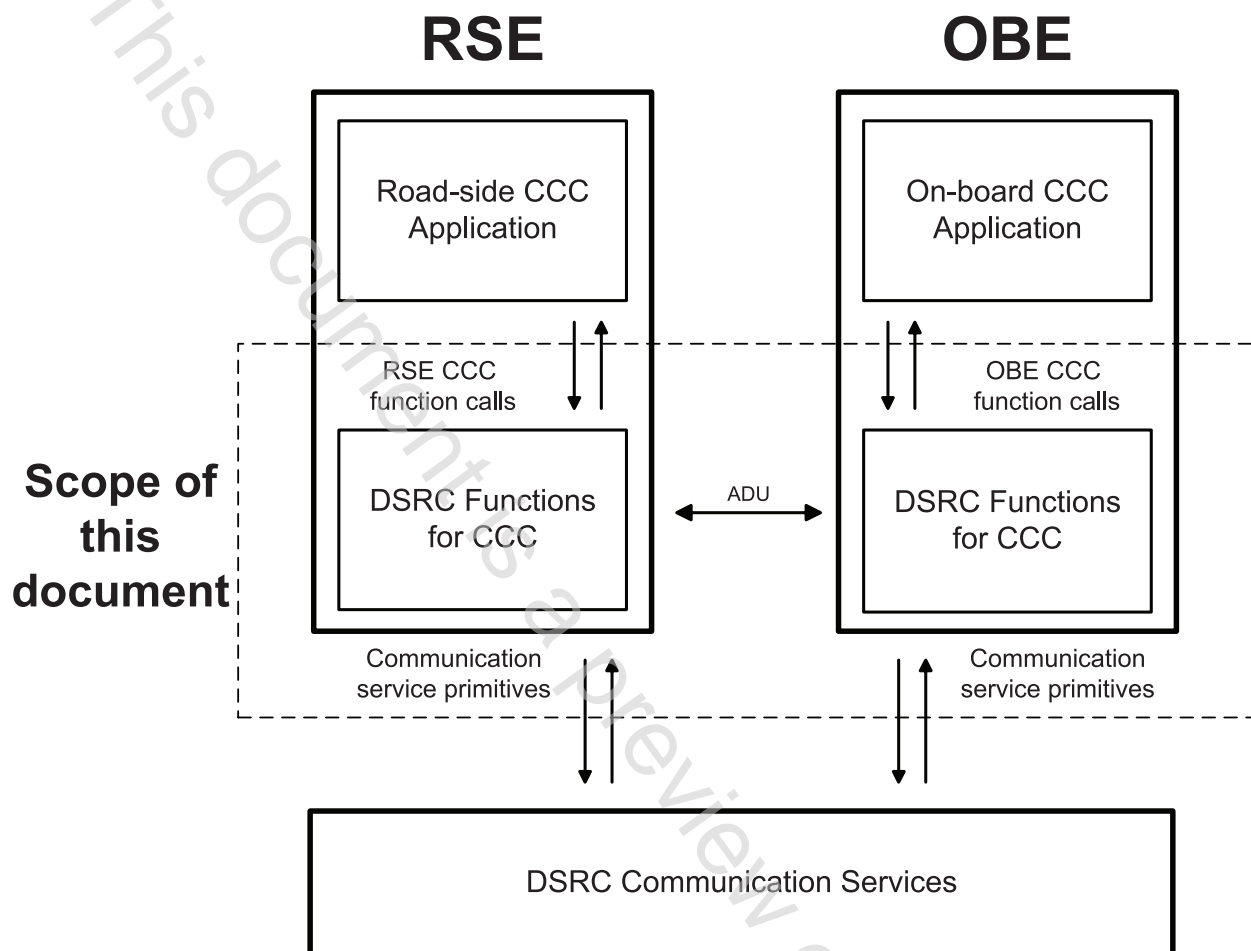 RSE
OBE
Road-side CCC
Application
On-board CCC
Application
RSE CCC
function calls
OBE CCC
function calls
Scope of
this
document
DSRC Functions
for CCC
ADU
DSRC Functions
for CCC
Communication
service primitives
Communication
service primitives
DSRC Communication Services
This document is a preview